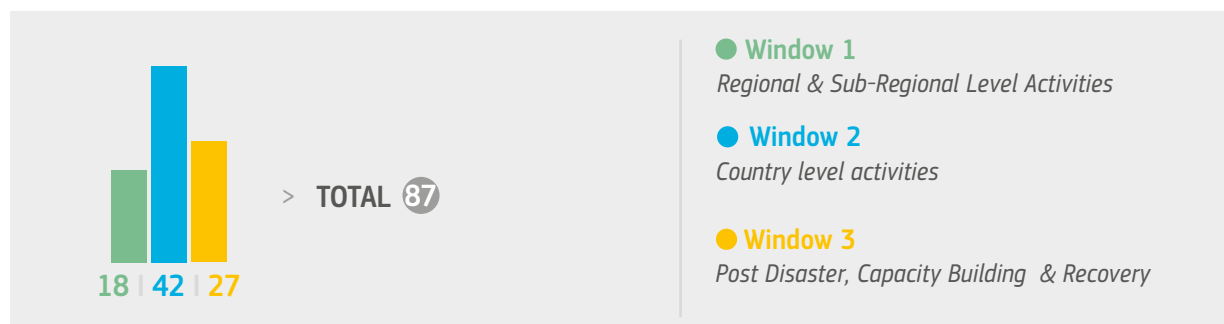 18 | 42 | 27
> TOTAL 87
Window 1
Regional & Sub-Regional Level Activities
Window 2
Country level activities
Window 3
Post Disaster, Capacity Building & Recovery